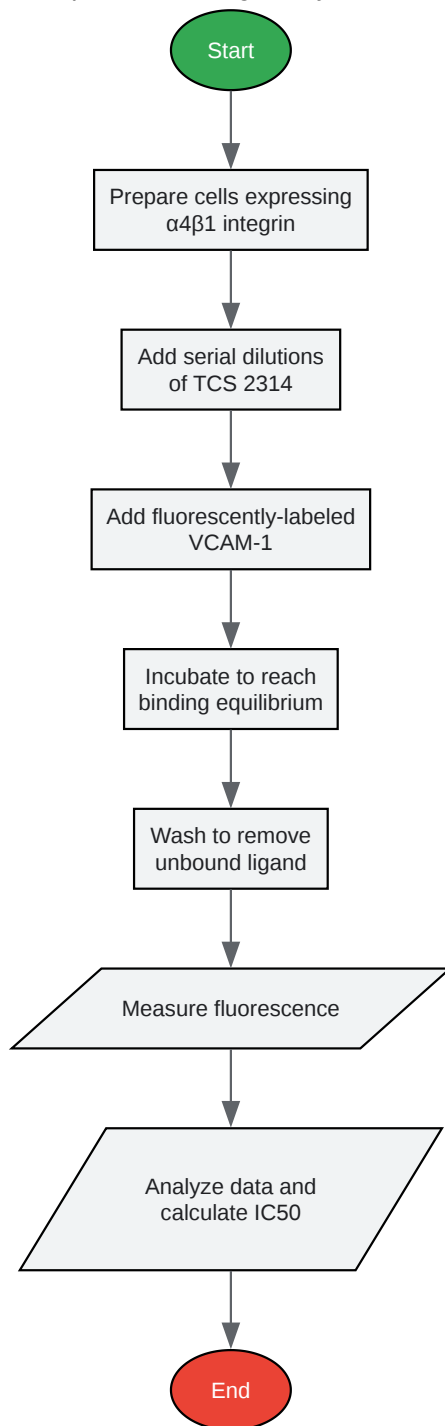 Start
Prepare cells expressing
α4β1 integrin
Add serial dilutions
of TCS 2314
Add fluorescently-labeled
VCAM-1
Incubate to reach
binding equilibrium
Wash to remove
unbound ligand
Measure fluorescence
Analyze data and
calculate IC50
End